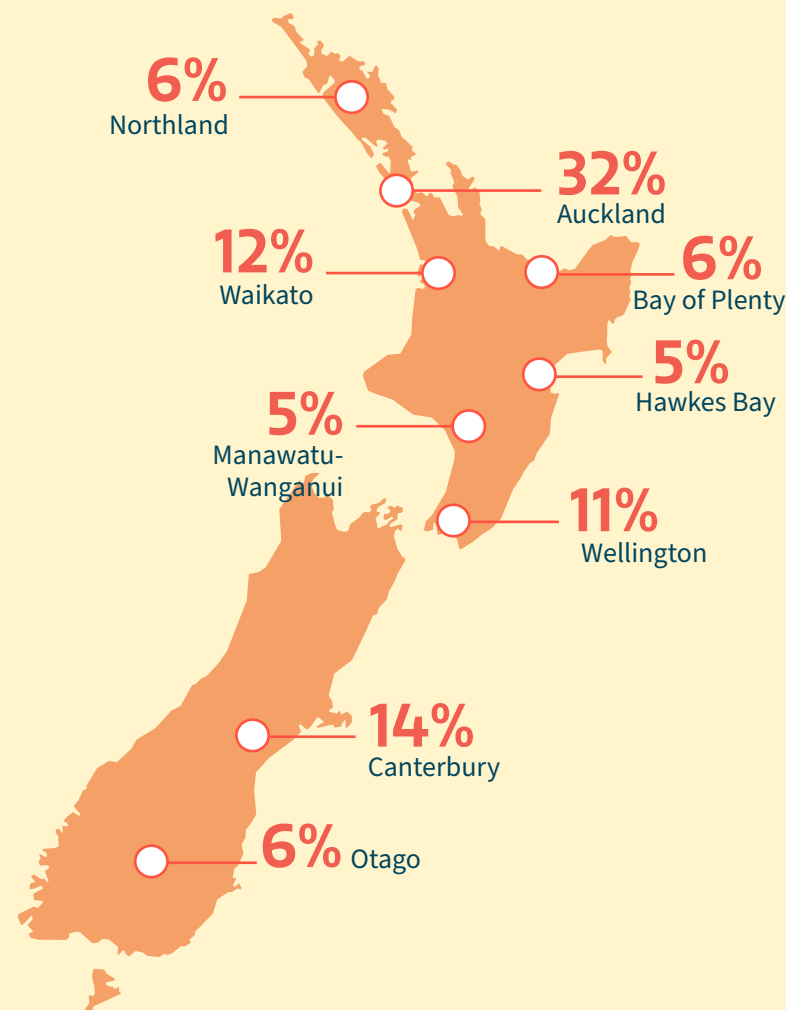 6%
Northland
32%
Auckland
12%
Waikato
6%
Bay of Plenty
5%
Hawkes Bay
5%
Manawatu-
Wanganui
11%
Wellington
14%
Canterbury
6% Otago